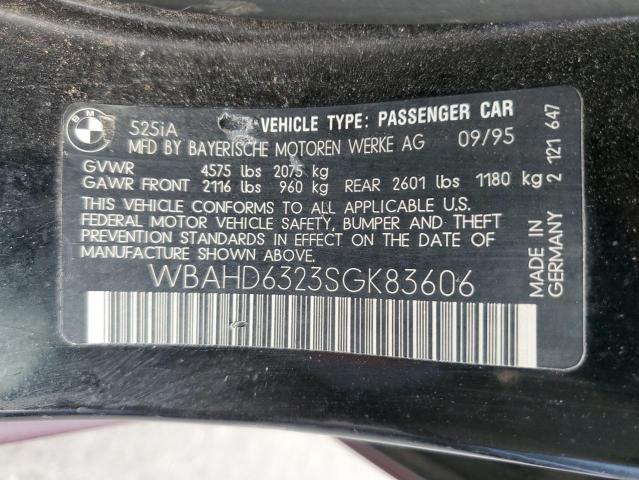 BMW
525iA VEHICLE TYPE: PASSENGER CAR
MFD BY BAYERISCHE MOTOREN WERKE AG 09/95
GVWR 4575 lbs 2075 kg
GAWR FRONT 2116 lbs 960 kg REAR 2601 lbs 1180 kg
THIS VEHICLE CONFORMS TO ALL APPLICABLE U.S.
FEDERAL MOTOR VEHICLE SAFETY, BUMPER AND THEFT
PREVENTION STANDARDS IN EFFECT ON THE DATE OF
MANUFACTURE SHOWN ABOVE.
WBAHD6323SGK83606
2 121 647
MADE IN
GERMANY